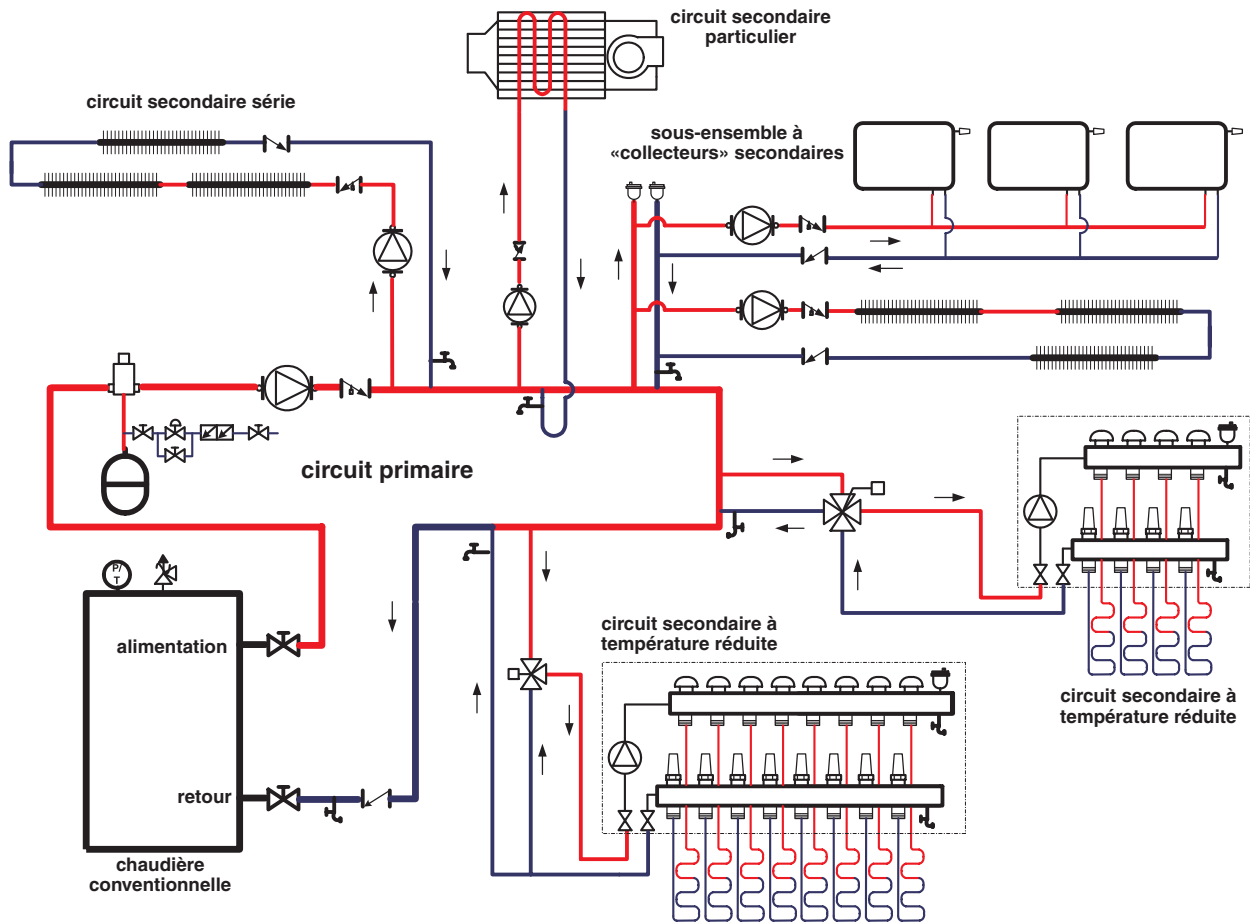 circuit secondaire
particulier
circuit secondaire série
sous-ensemble à
«collecteurs» secondaires
circuit primaire
P/
T
alimentation
retour
chaudière
conventionnelle
circuit secondaire à
température réduite
circuit secondaire à
température réduite